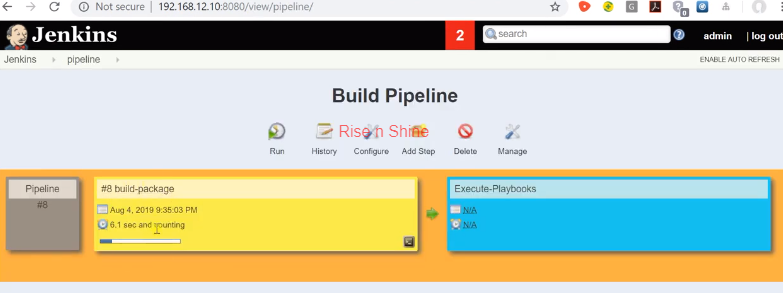 Not secure | 192.168.12.10:8080/view/pipeline/
Jenkins 2 search ? admin | log out
Jenkins pipeline ENABLE AUTO REFRESH
Build Pipeline
Rise n Shine
Run History Configure Add Step Delete Manage
Pipeline #8 build-package Execute-Playbooks
#8
Aug 4, 2019 9:35:03 PM N/A
6.1 sec and counting N/A